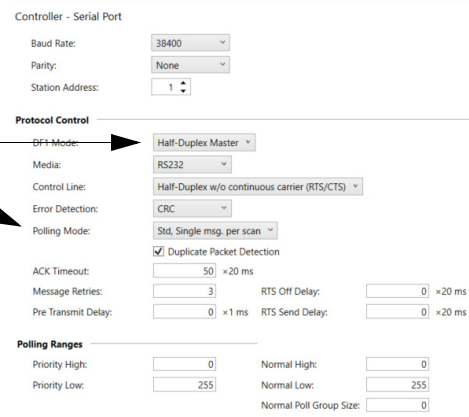 Controller - Serial Port
Baud Rate: 38400
Parity: None
Station Address: 1
Protocol Control
DF1 Mode: Half-Duplex Master
Media: RS232
Control Line: Half-Duplex w/o continuous carrier (RTS/CTS)
Error Detection: CRC
Polling Mode: Std, Single msg. per scan
Duplicate Packet Detection
ACK Timeout: 50 ×20 ms
Message Retries: 3 RTS Off Delay: 0 ×20 ms
Pre Transmit Delay: 0 ×1 ms RTS Send Delay: 0 ×20 ms
Polling Ranges
Priority High: 0 Normal High: 0
Priority Low: 255 Normal Low: 255
Normal Poll Group Size: 0